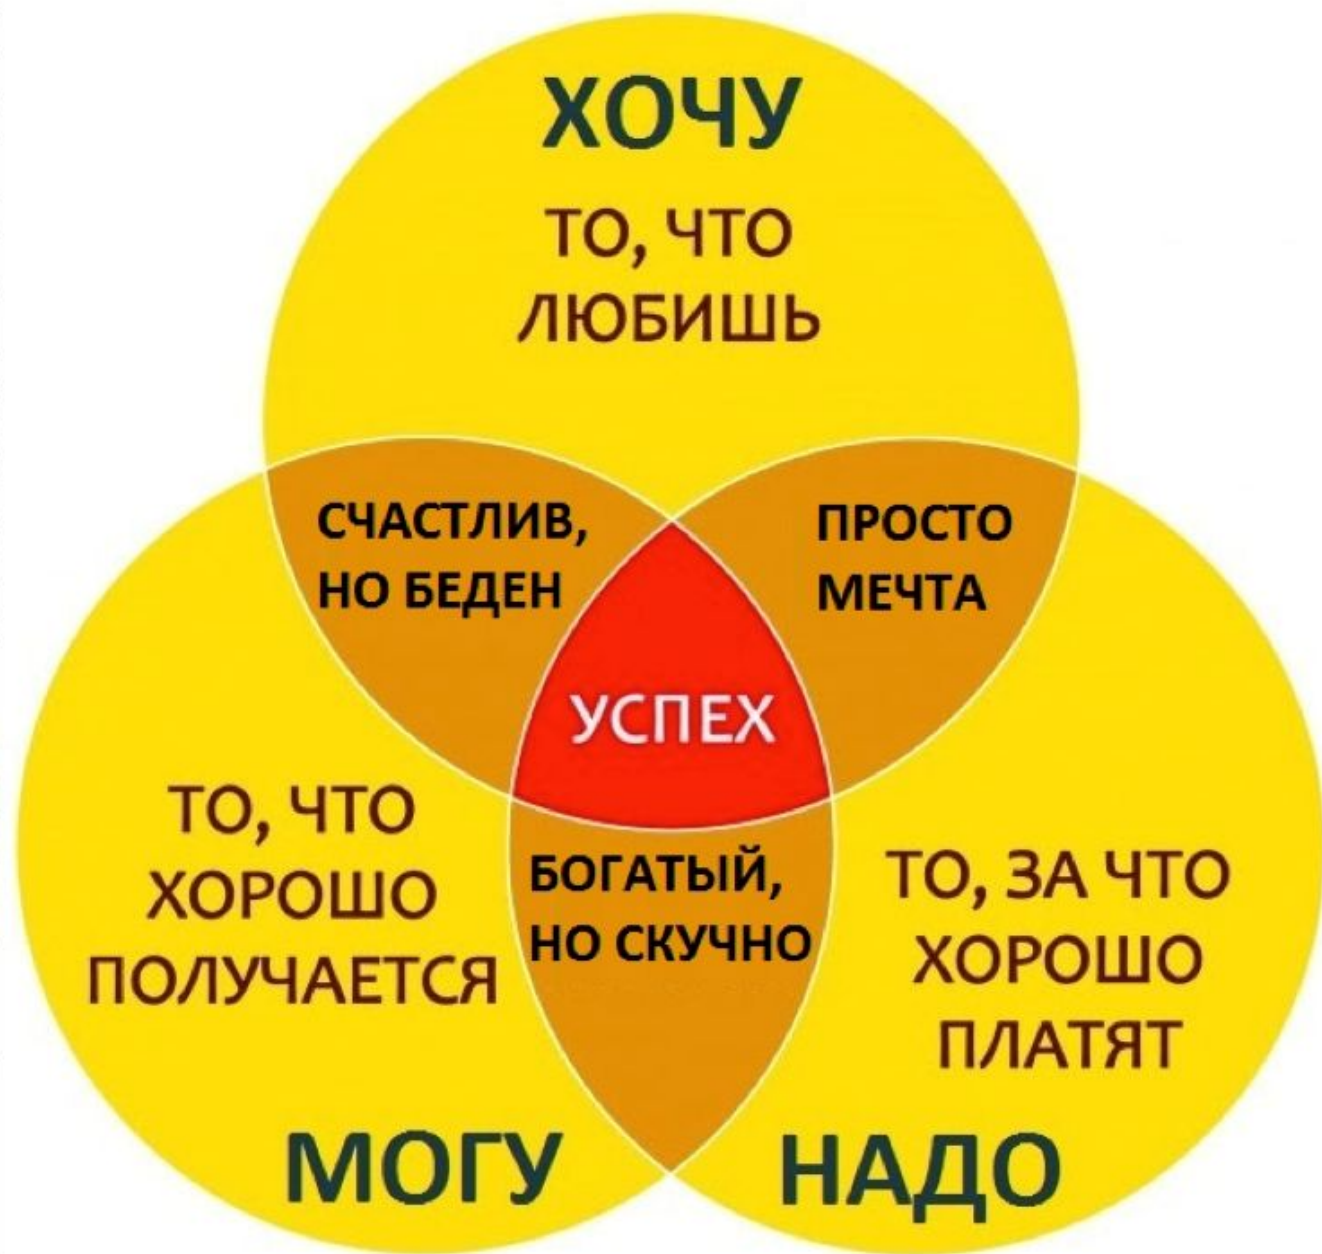 ХОЧУ
ТО, ЧТО
ЛЮБИШЬ
СЧАСТЛИВ,
НО БЕДЕН
ПРОСТО
МЕЧТА
УСПЕХ
ТО, ЧТО
ХОРОШО
ПОЛУЧАЕТСЯ
БОГАТЫЙ,
НО СКУЧНО
ТО, ЗА ЧТО
ХОРОШО
ПЛАТЯТ
МОГУ
НАДО